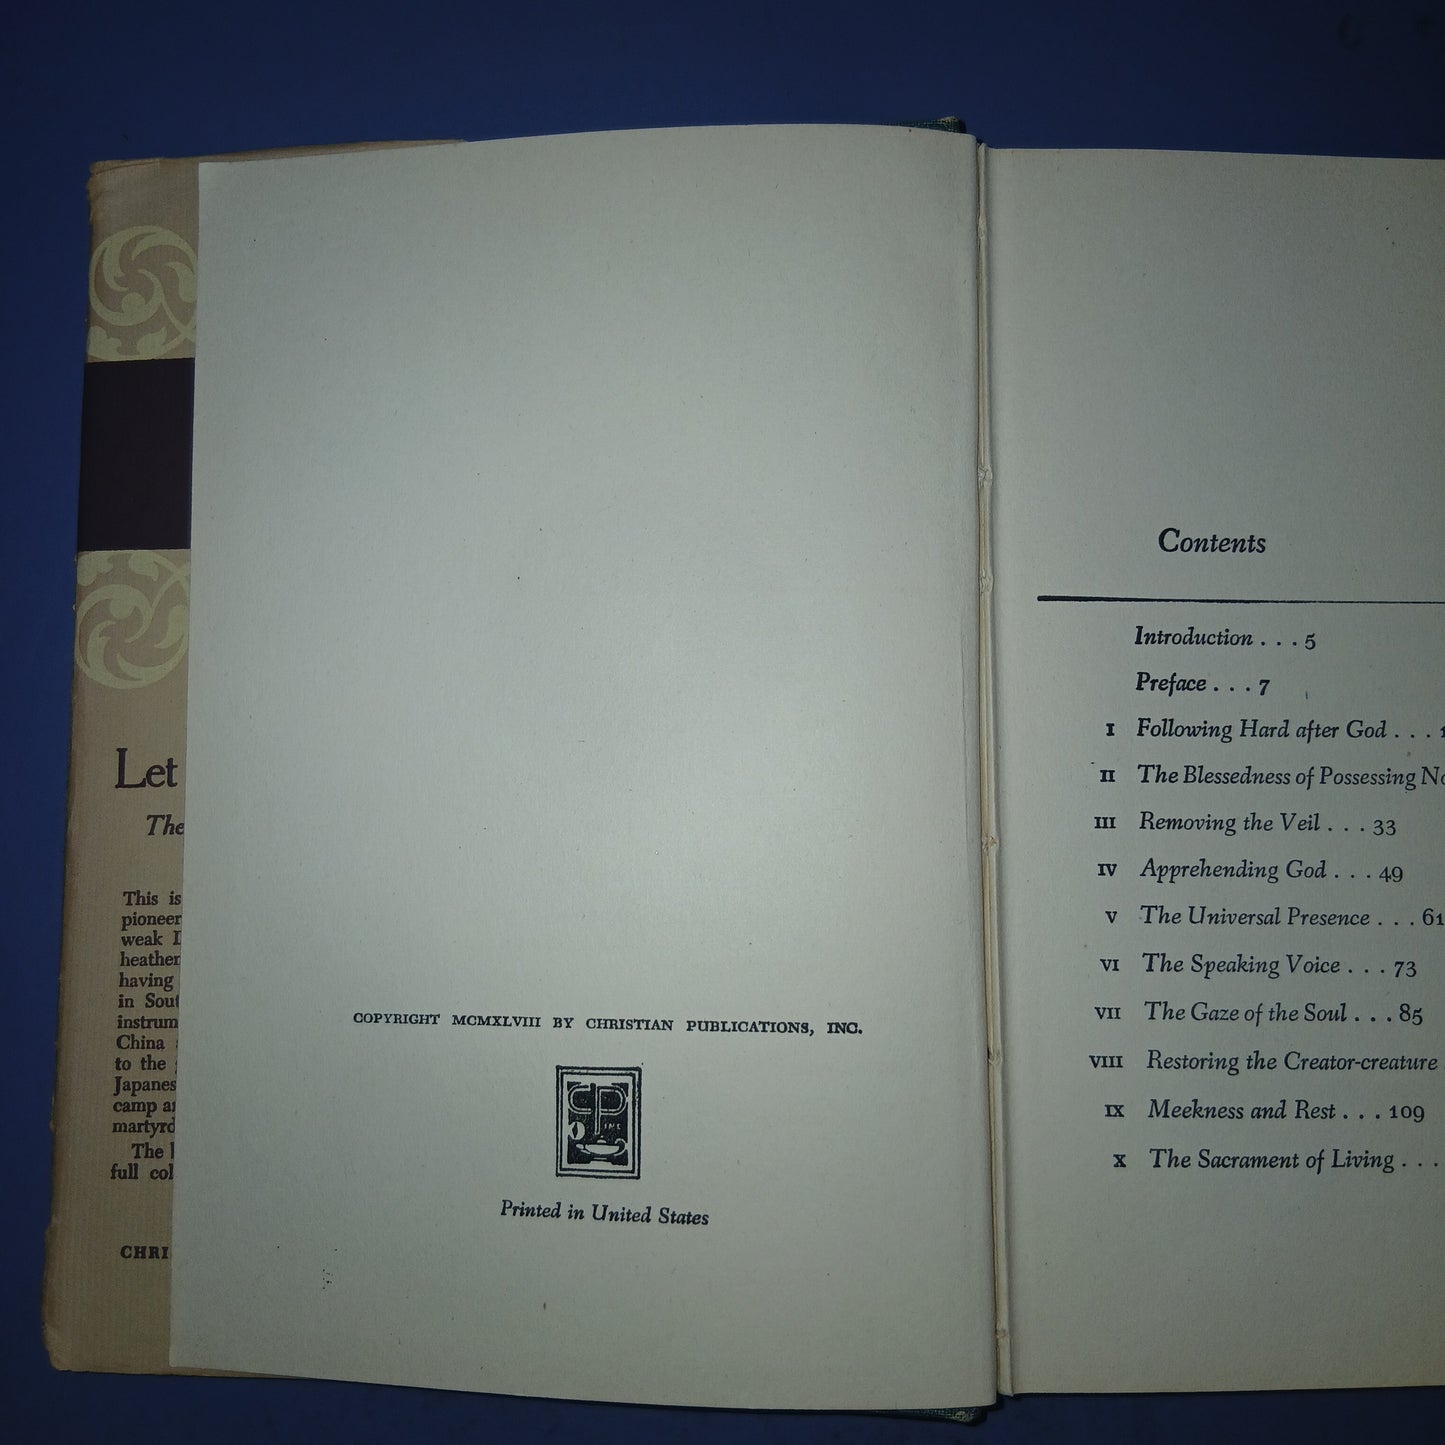 Let
The
This is
pioneer
weak
heathen
having
in South
instrum
China
to the
Japanes
camp
martyrd
The
full col
CHRI
COPYRIGHT MCMXLVIII BY CHRISTIAN PUBLICATIONS, INC.
CP
INC
Printed in United States
Contents
Introduction . . . 5
Preface . . . 7
I Following Hard after God . . .
II The Blessedness of Possessing No
III Removing the Veil . . . 33
IV Apprehending God . . . 49
V The Universal Presence . . . 61
VI The Speaking Voice . . . 73
VII The Gaze of the Soul . . . 85
VIII Restoring the Creator-creature
IX Meekness and Rest . . . 109
X The Sacrament of Living . . .